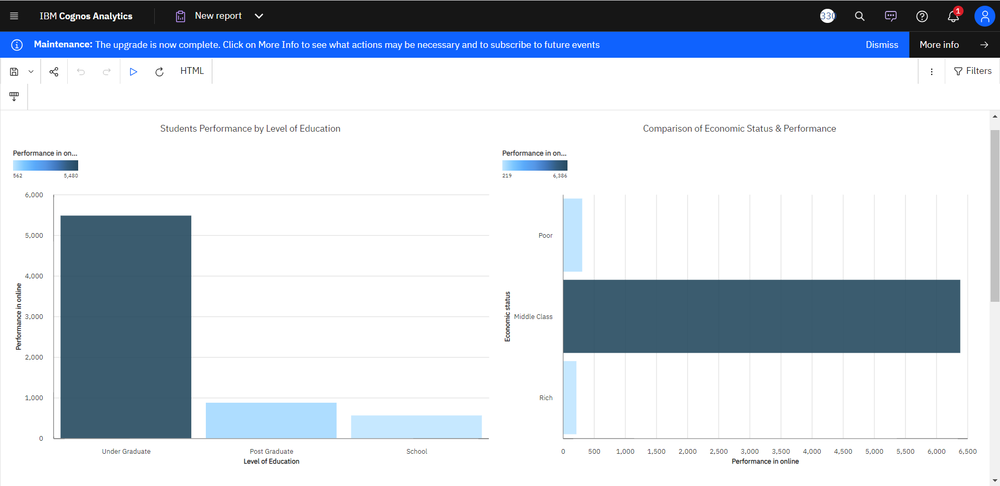 IBM Cognos Analytics
New report
330
1
Maintenance: The upgrade is now complete. Click on More Info to see what actions may be necessary and to subscribe to future events
Dismiss
More info
HTML
Filters
Students Performance by Level of Education
Performance in on...
562 5,480
6,000
5,000
4,000
3,000
2,000
1,000
0
Performance in online
Under Graduate Post Graduate School
Level of Education
Comparison of Economic Status & Performance
Performance in on...
219 6,386
Economic status
Poor
Middle Class
Rich
0 500 1,000 1,500 2,000 2,500 3,000 3,500 4,000 4,500 5,000 5,500 6,000 6,500
Performance in online